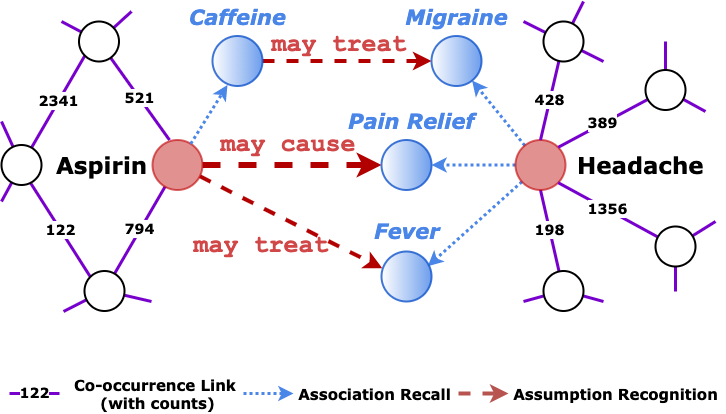 Caffeine
Migraine
may treat
2341
521
428
389
Pain Relief
may cause
Aspirin
Headache
122
794
1356
198
Fever
may treat
122
Co-occurrence Link
(with counts)
Association Recall
Assumption Recognition